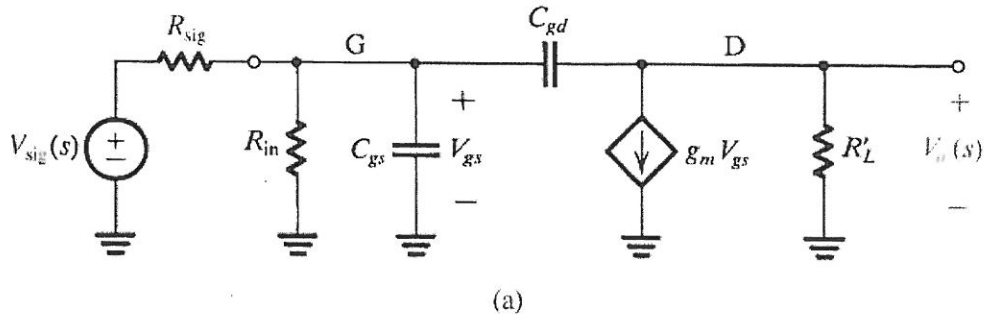 R_sig
C_gd
G
D
V_sig(s)
+
−
R_in
C_gs
+
V_gs
−
g_m V_gs
R'_L
+
V_o(s)
−
(a)